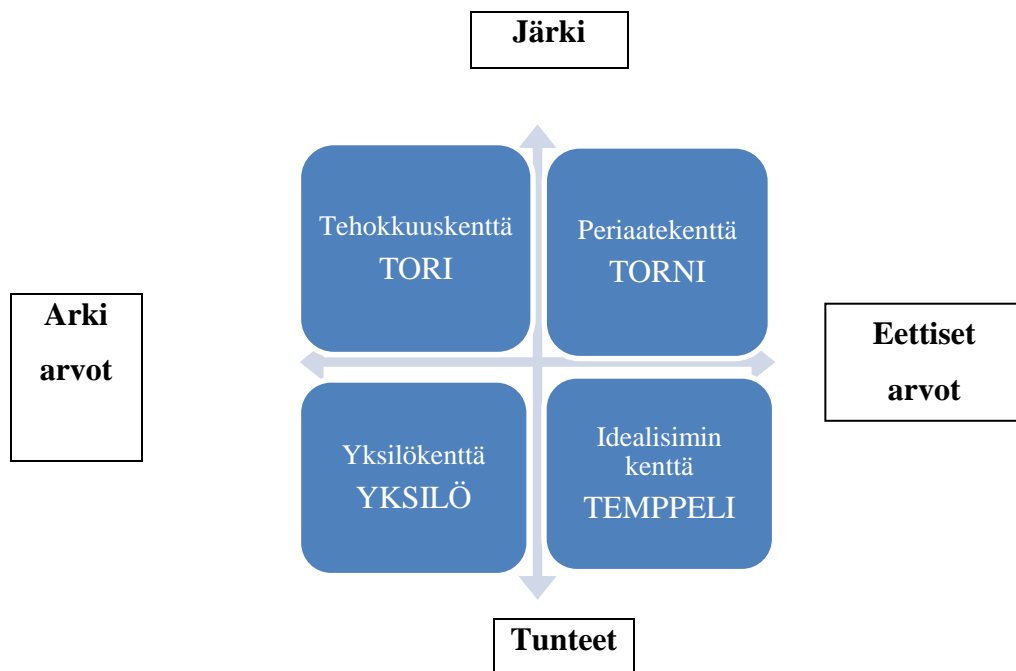 Järki
Tehokkuuskenttä
TORI
Periaatekenttä
TORNI
Arki
arvot
Eettiset
arvot
Yksilökenttä
YKSILÖ
Idealisimin
kenttä
TEMPPELI
Tunteet